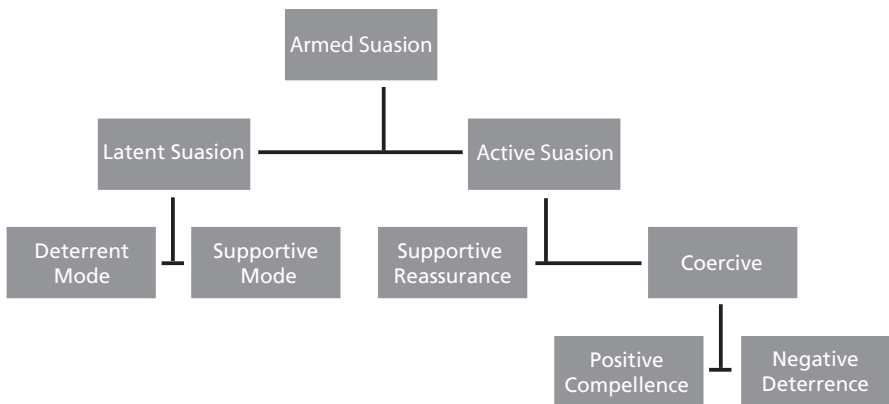 Armed Suasion
Latent Suasion
Active Suasion
Deterrent
Mode
Supportive
Mode
Supportive
Reassurance
Coercive
Positive
Compellence
Negative
Deterrence